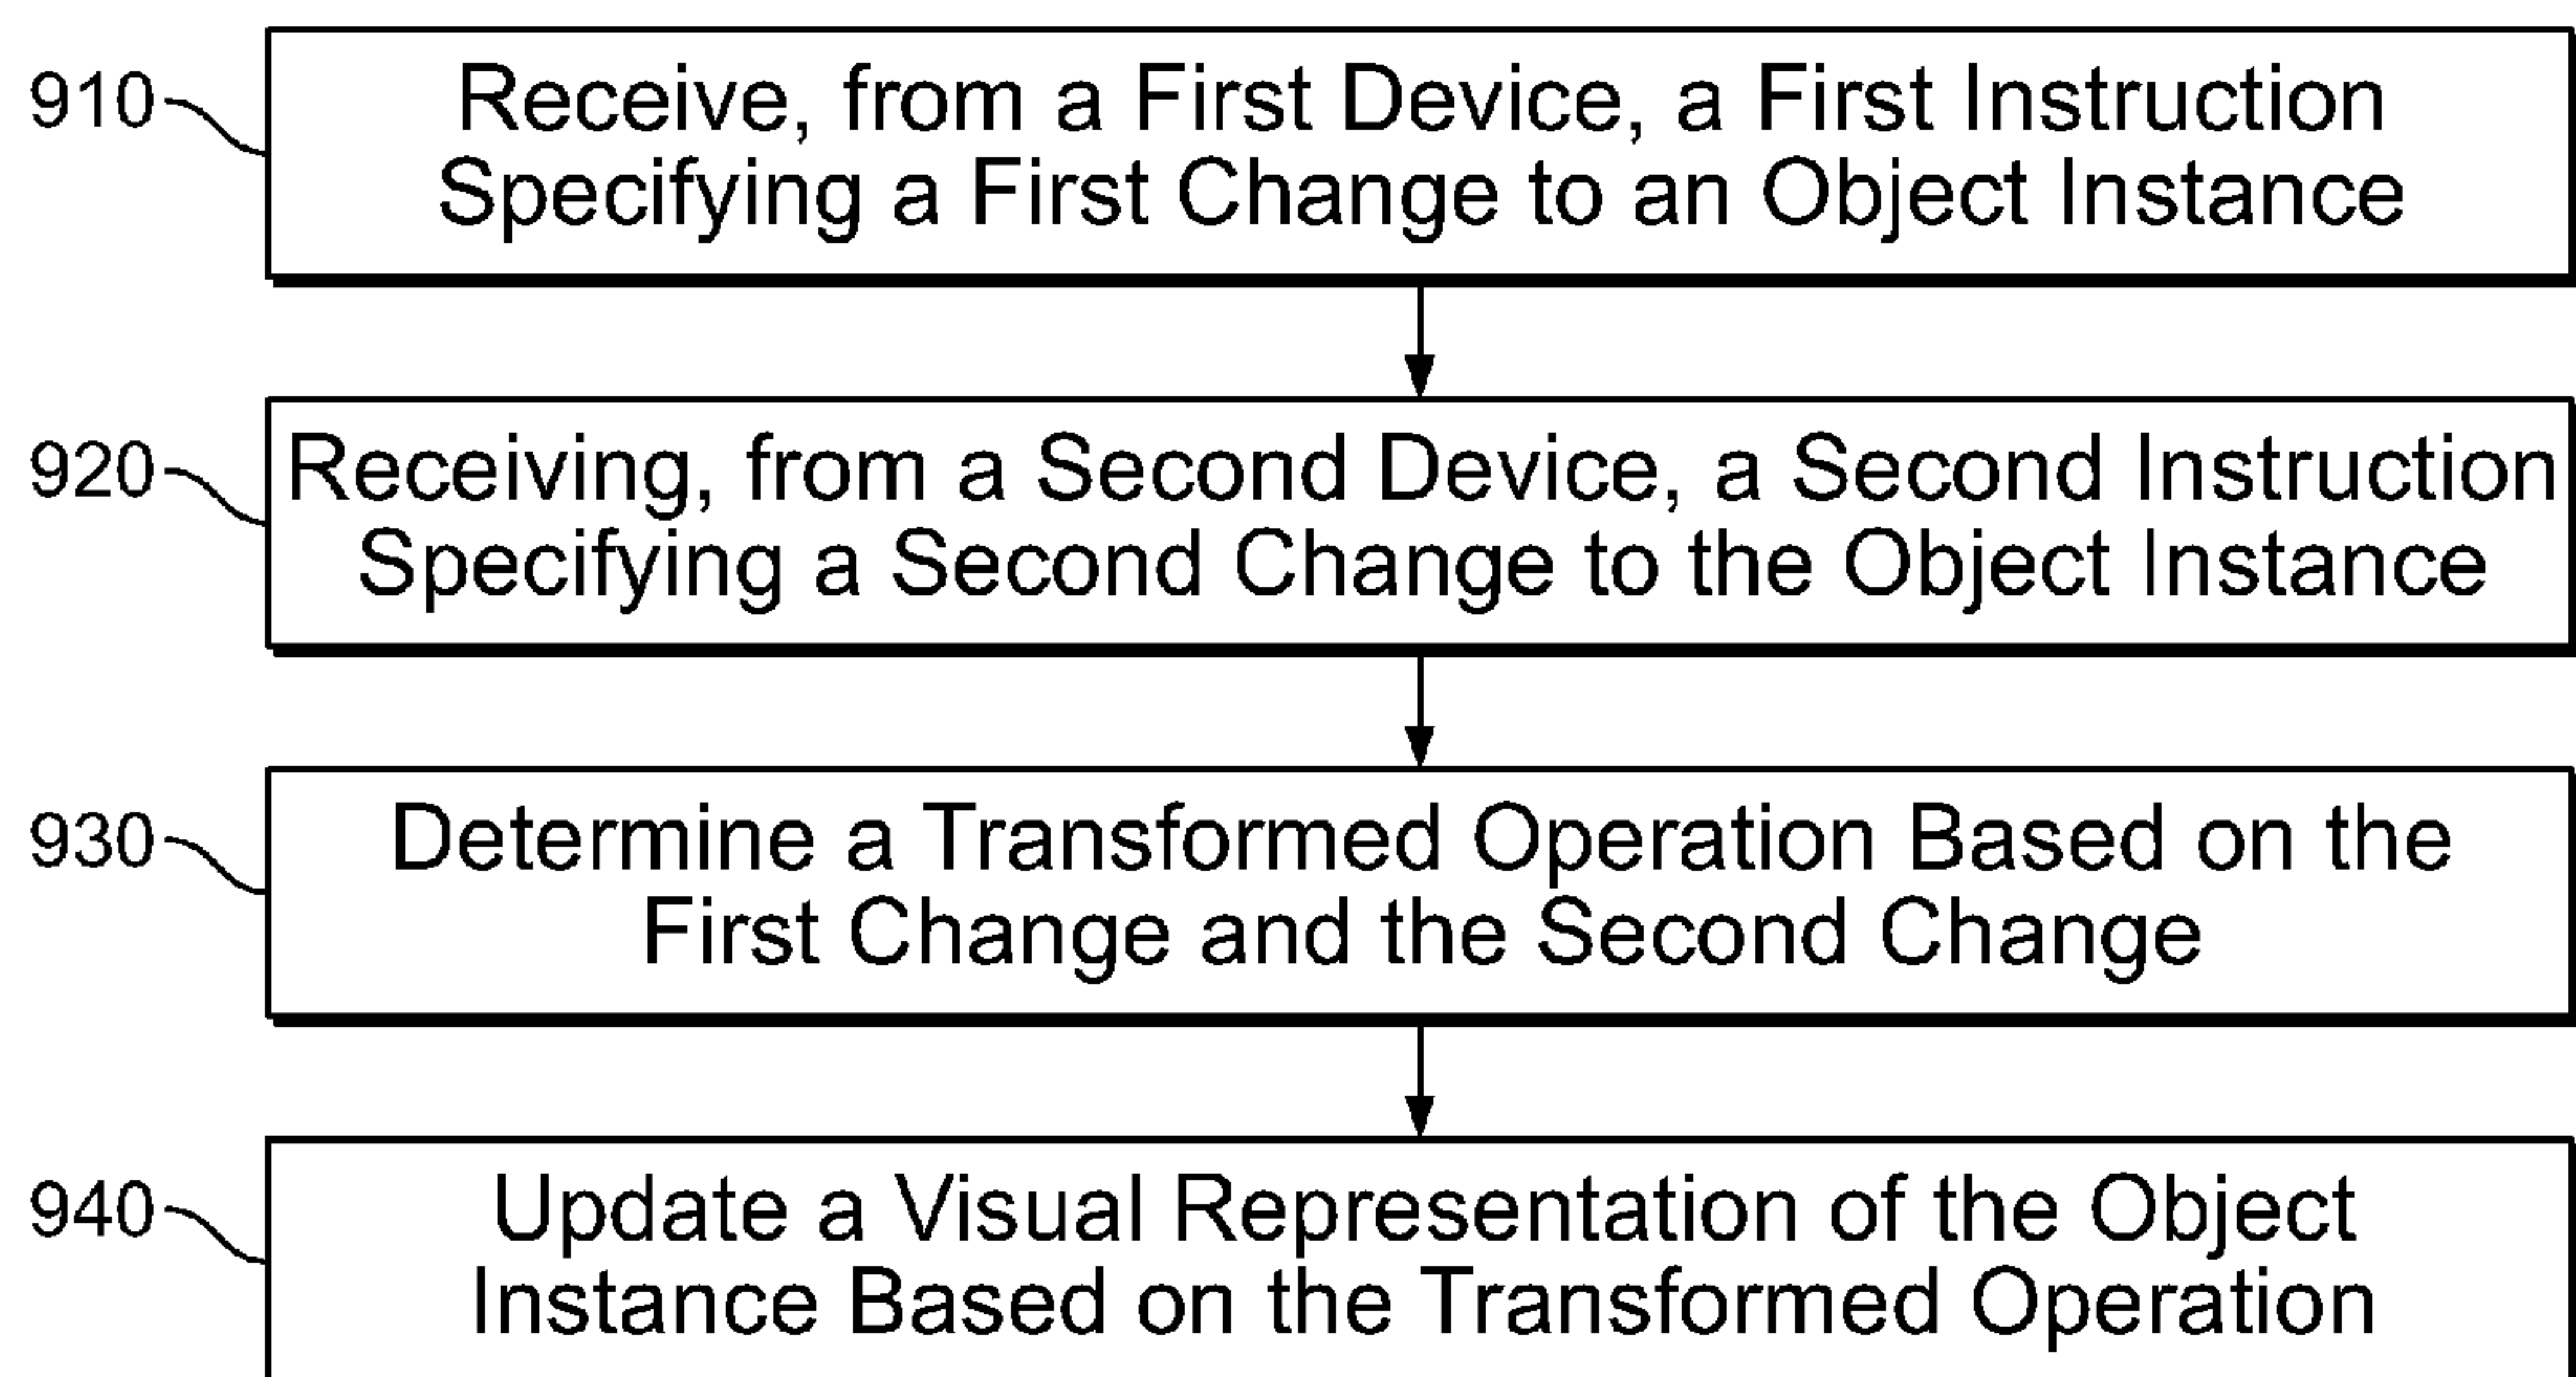 910
Receive, from a First Device, a First Instruction
Specifying a First Change to an Object Instance
920
Receiving, from a Second Device, a Second Instruction
Specifying a Second Change to the Object Instance
930
Determine a Transformed Operation Based on the
First Change and the Second Change
940
Update a Visual Representation of the Object
Instance Based on the Transformed Operation